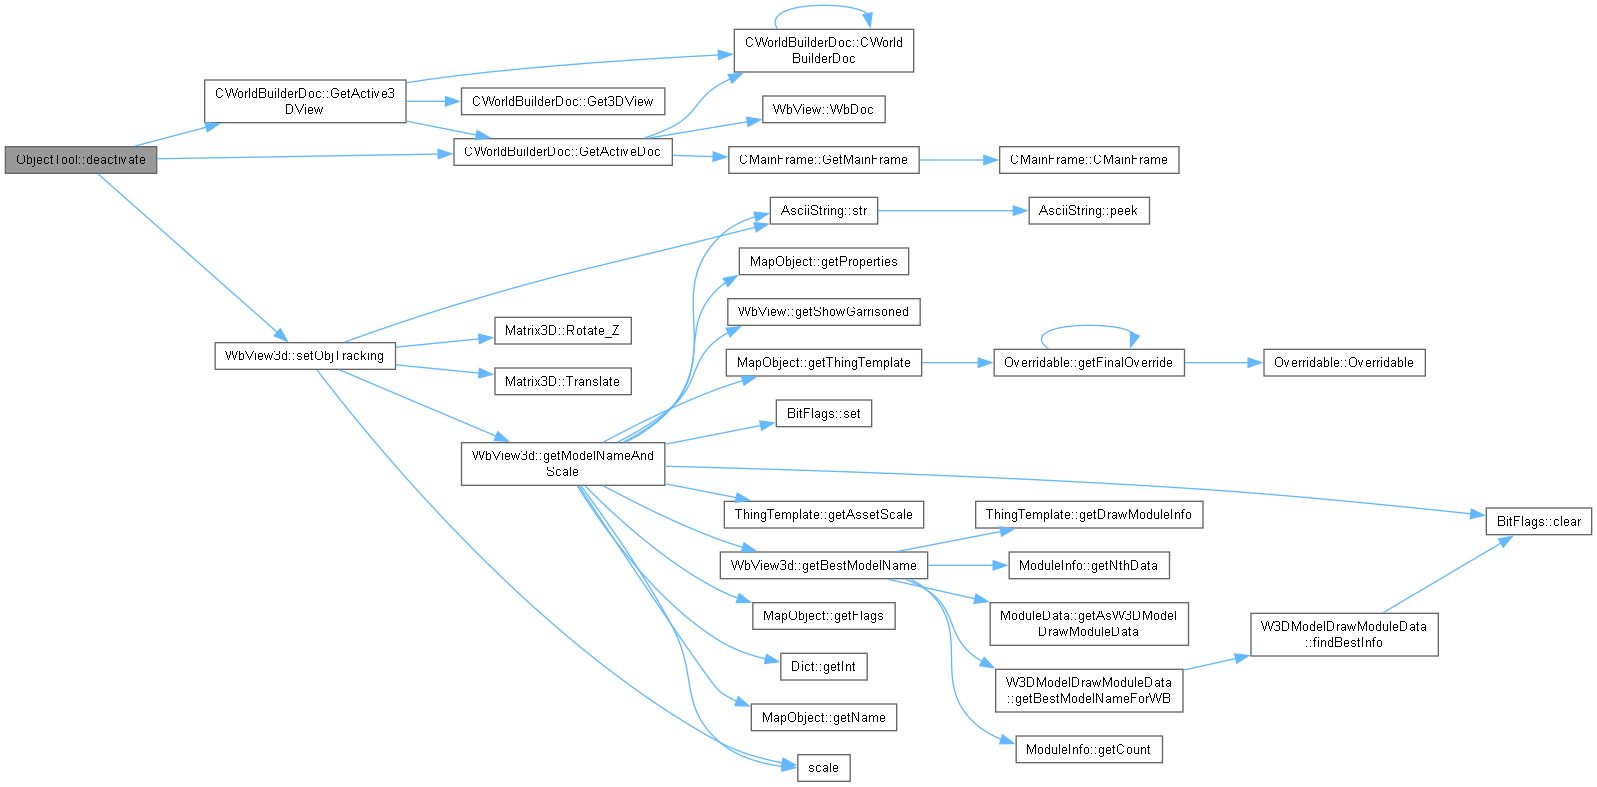 CWorldBuilderDoc::CWorld
BuilderDoc
CWorldBuilderDoc::GetActive3
DView
CWorldBuilderDoc::Get3DView
WbView::WbDoc
ObjectTool::deactivate
CWorldBuilderDoc::GetActiveDoc
CMainFrame::GetMainFrame
CMainFrame::CMainFrame
AsciiString::str
AsciiString::peek
MapObject::getProperties
WbView::getShowGarrisoned
Matrix3D::Rotate_Z
WbView3d::setObjTracking
MapObject::getThingTemplate
Overridable::getFinalOverride
Overridable::Overridable
Matrix3D::Translate
BitFlags::set
WbView3d::getModelNameAnd
Scale
ThingTemplate::getAssetScale
ThingTemplate::getDrawModuleInfo
BitFlags::clear
WbView3d::getBestModelName
ModuleInfo::getNthData
MapObject::getFlags
ModuleData::getAsW3DModel
DrawModuleData
W3DModelDrawModuleData
::findBestInfo
Dict::getInt
W3DModelDrawModuleData
::getBestModelNameForWB
MapObject::getName
ModuleInfo::getCount
scale